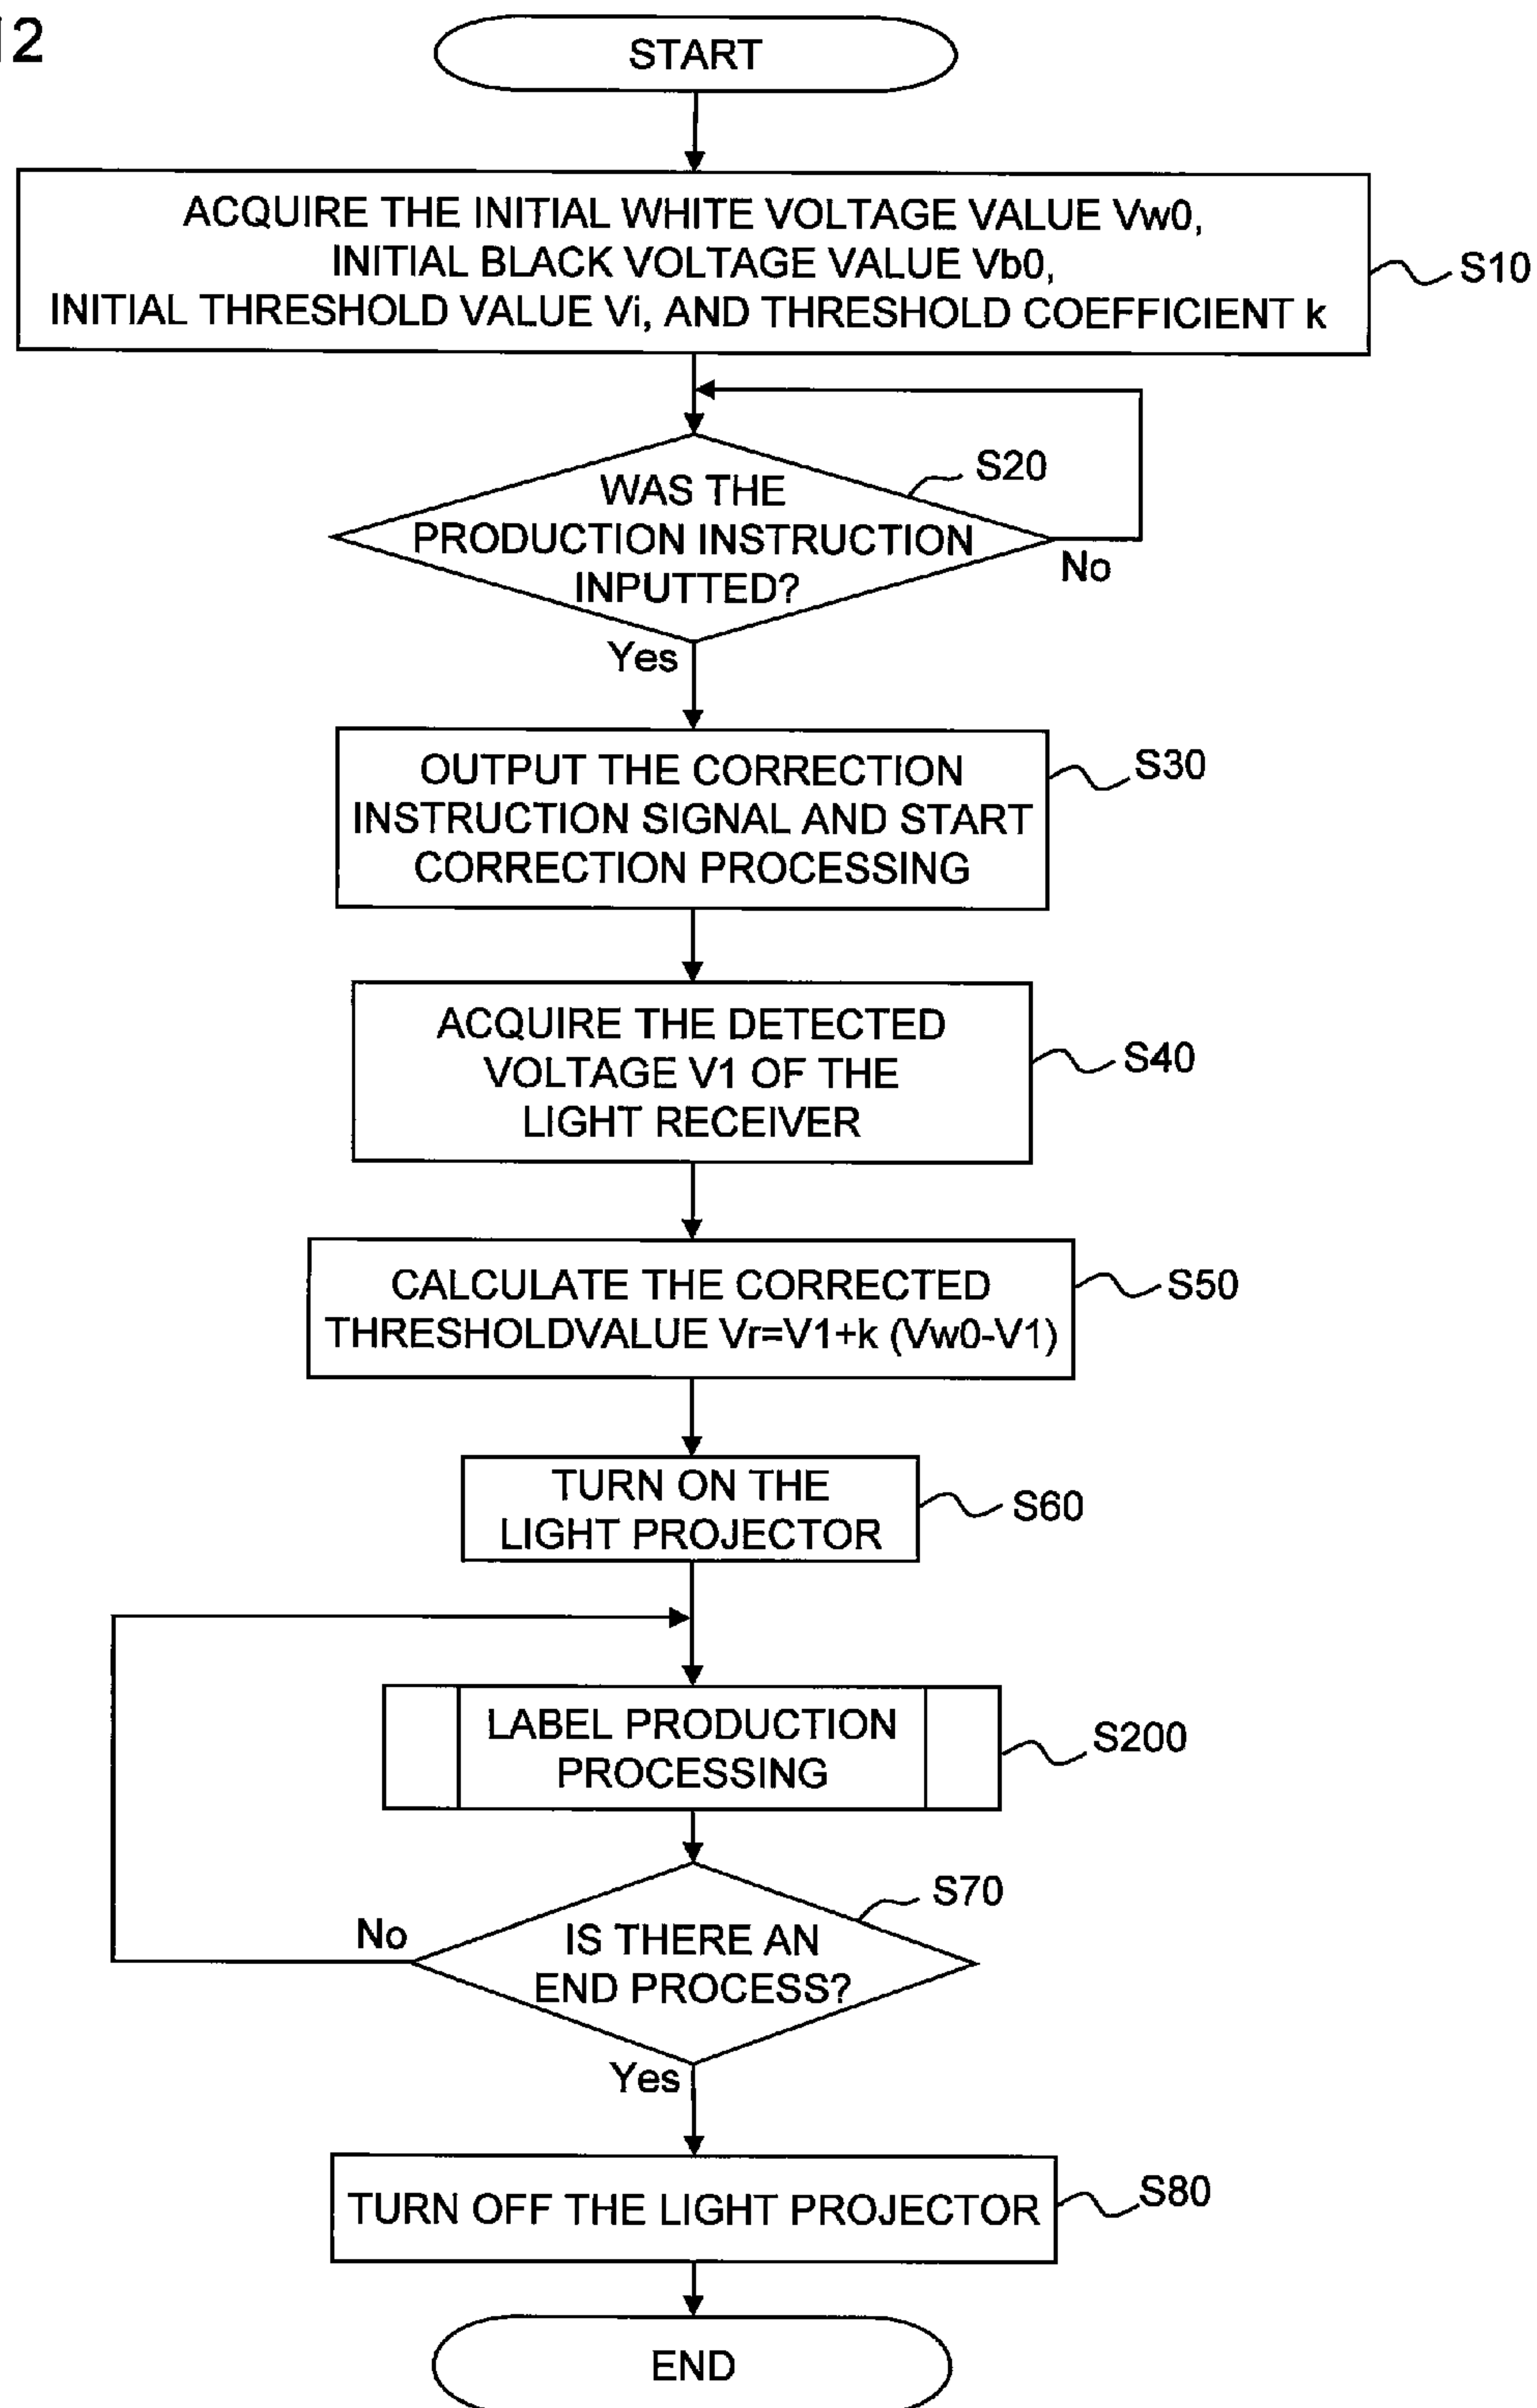 12
START
ACQUIRE THE INITIAL WHITE VOLTAGE VALUE Vw0,
INITIAL BLACK VOLTAGE VALUE Vb0,
INITIAL THRESHOLD VALUE Vi, AND THRESHOLD COEFFICIENT k
S10
S20
WAS THE
PRODUCTION INSTRUCTION
INPUTTED?
No
Yes
OUTPUT THE CORRECTION
INSTRUCTION SIGNAL AND START
CORRECTION PROCESSING
S30
ACQUIRE THE DETECTED
VOLTAGE V1 OF THE
LIGHT RECEIVER
S40
CALCULATE THE CORRECTED
THRESHOLDVALUE Vr=V1+k (Vw0-V1)
S50
TURN ON THE
LIGHT PROJECTOR
S60
LABEL PRODUCTION
PROCESSING
S200
S70
No
IS THERE AN
END PROCESS?
Yes
TURN OFF THE LIGHT PROJECTOR
S80
END